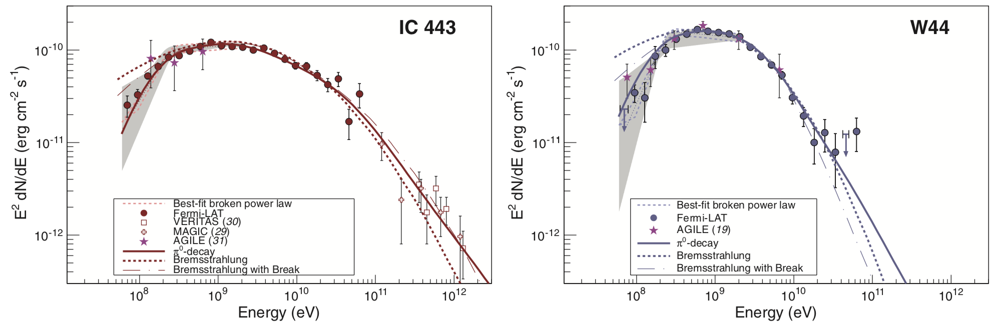 IC 443
E² dN/dE (erg cm⁻² s⁻¹)
10⁻¹⁰
10⁻¹¹
10⁻¹²
Best-fit broken power law
Fermi-LAT
VERITAS (30)
MAGIC (29)
AGILE (31)
π⁰-decay
Bremsstrahlung
Bremsstrahlung with Break
10⁸ 10⁹ 10¹⁰ 10¹¹ 10¹²
Energy (eV)
W44
E² dN/dE (erg cm⁻² s⁻¹)
10⁻¹⁰
10⁻¹¹
10⁻¹²
Best-fit broken power law
Fermi-LAT
AGILE (19)
π⁰-decay
Bremsstrahlung
Bremsstrahlung with Break
10⁸ 10⁹ 10¹⁰ 10¹¹ 10¹²
Energy (eV)